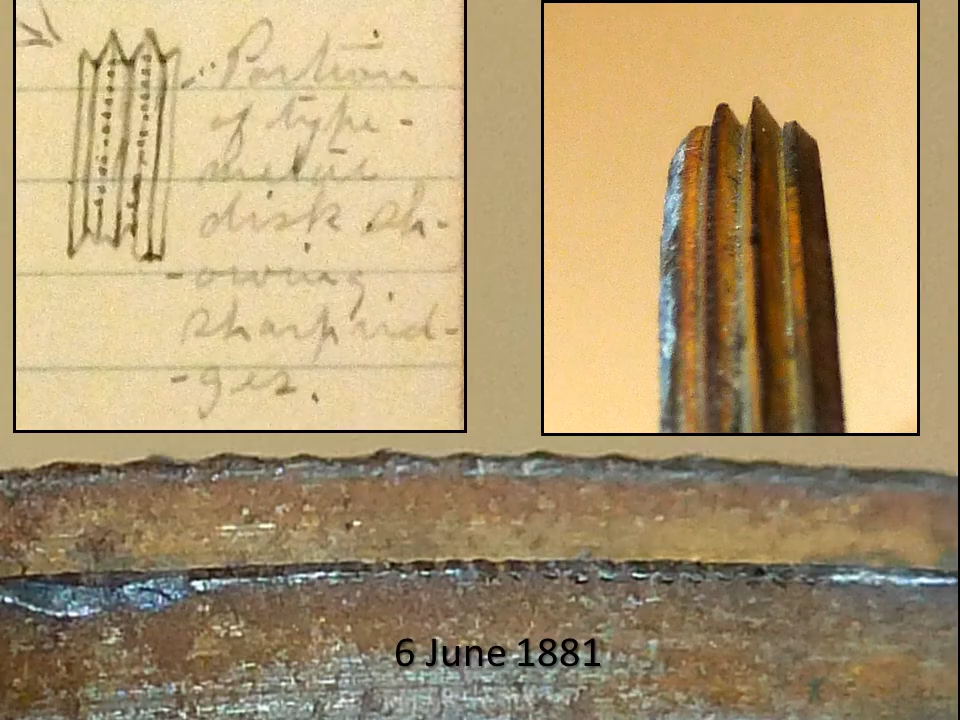 Portion
of type-
metal
disk sh-
-owing
sharp rid-
-ges.
6 June 1881